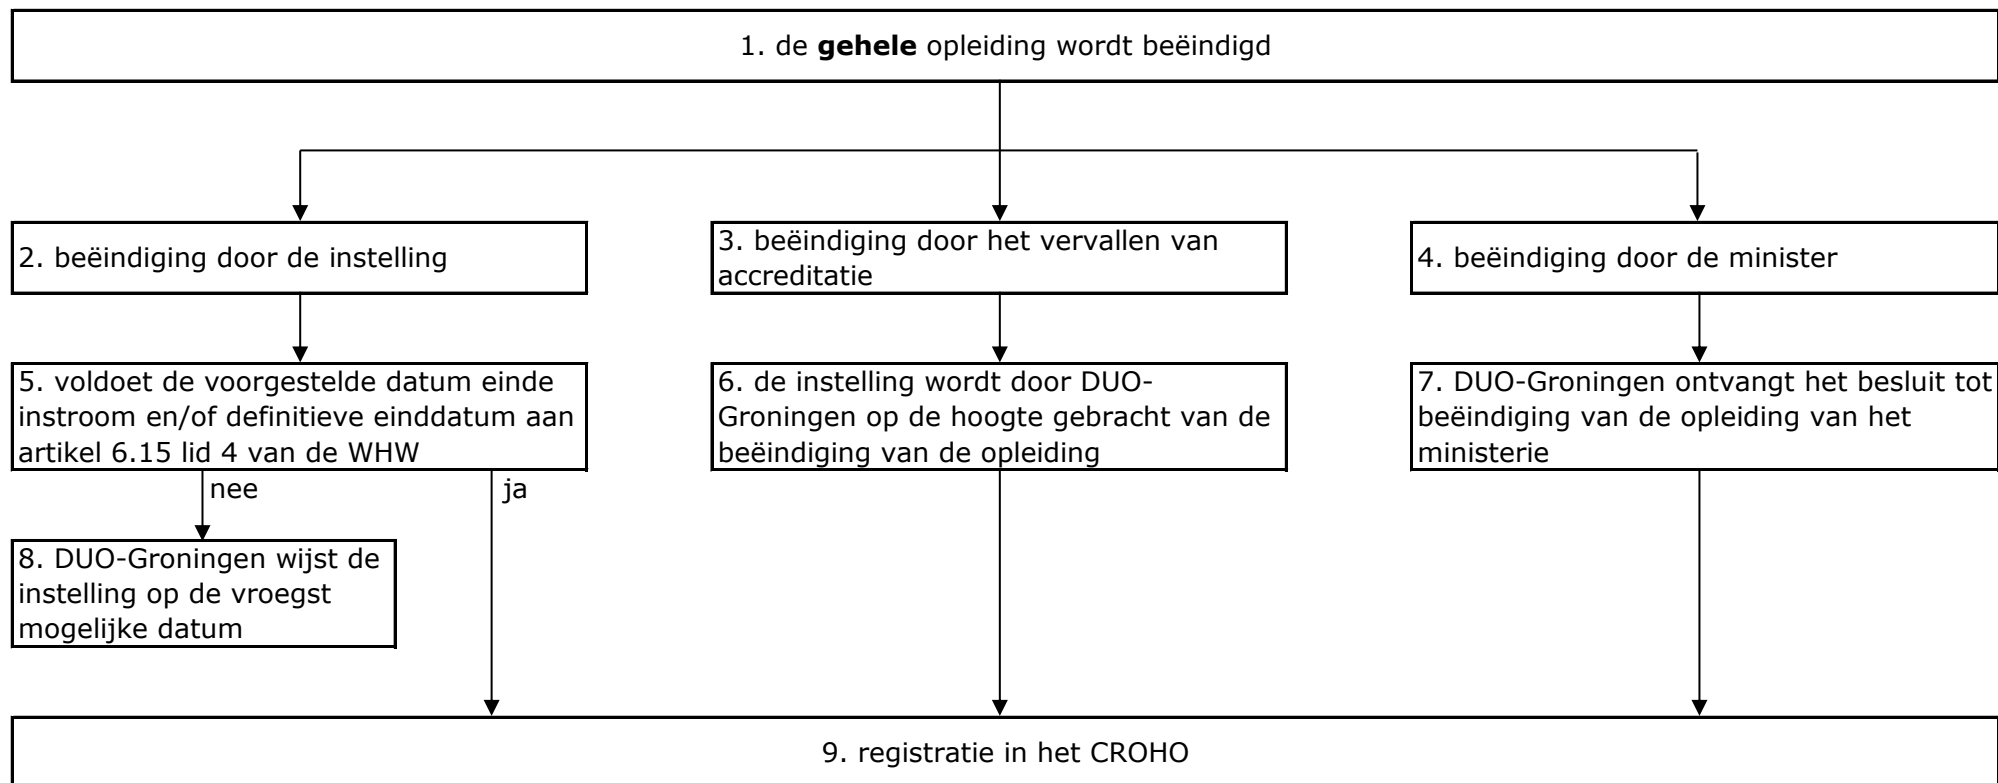 1. de gehele opleiding wordt beëindigd
2. beëindiging door de instelling
3. beëindiging door het vervallen van
accreditatie
4. beëindiging door de minister
5. voldoet de voorgestelde datum einde
instroom en/of definitieve einddatum aan
artikel 6.15 lid 4 van de WHW
6. de instelling wordt door DUO-
Groningen op de hoogte gebracht van de
beëindiging van de opleiding
7. DUO-Groningen ontvangt het besluit tot
beëindiging van de opleiding van het
ministerie
nee
ja
8. DUO-Groningen wijst de
instelling op de vroegst
mogelijke datum
9. registratie in het CROHO